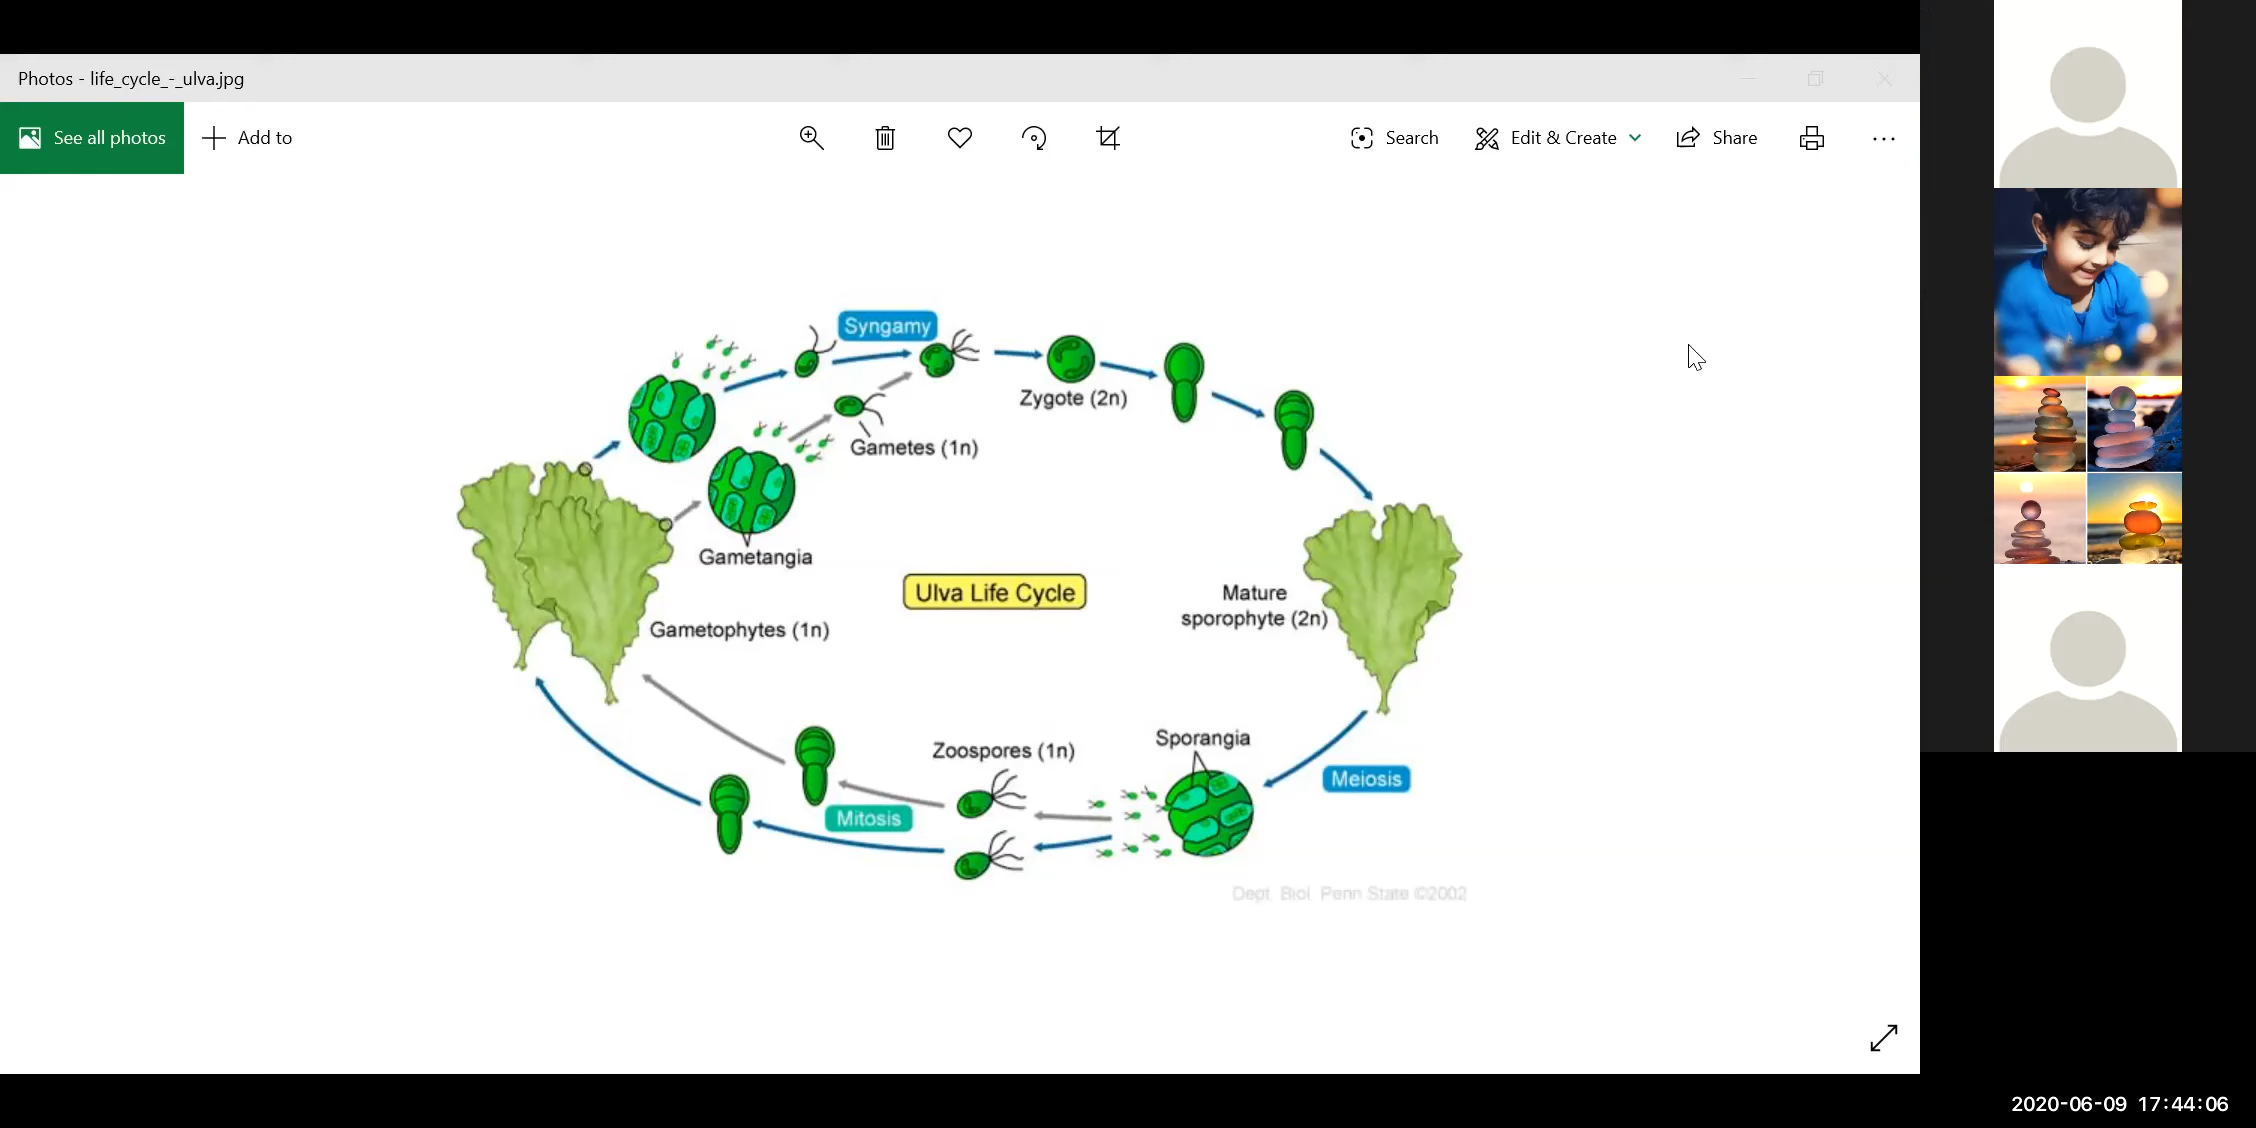 Photos - life_cycle_-_ulva.jpg
See all photos
Add to
Search
Edit & Create
Share
Syngamy
Zygote (2n)
Gametes (1n)
Gametangia
Ulva Life Cycle
Mature
sporophyte (2n)
Gametophytes (1n)
Sporangia
Zoospores (1n)
Meiosis
Mitosis
Dept. Biol. Penn State ©2002
2020-06-09 17:44:06